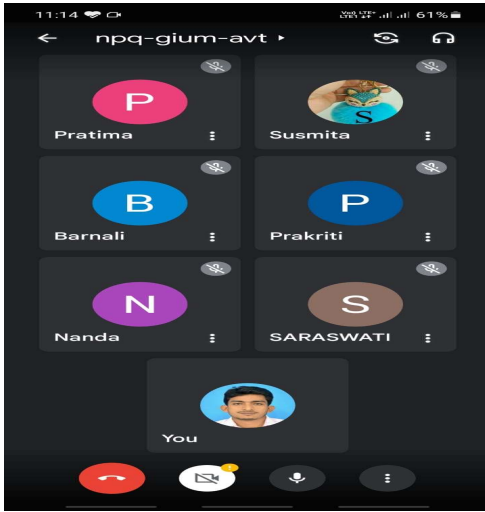 11:14 61%
npq-gium-avt
P
S
Pratima Susmita
B P
Barnali Prakriti
N S
Nanda SARASWATI
You